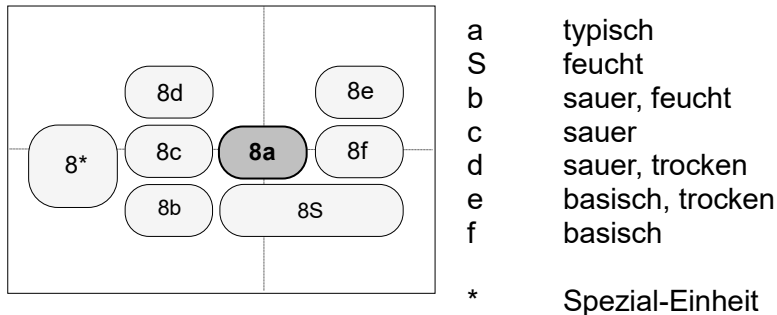 8d
8e
8*
8c
8a
8f
8b
8S
a typisch
S feucht
b sauer, feucht
c sauer
d sauer, trocken
e basisch, trocken
f basisch
* Spezial-Einheit